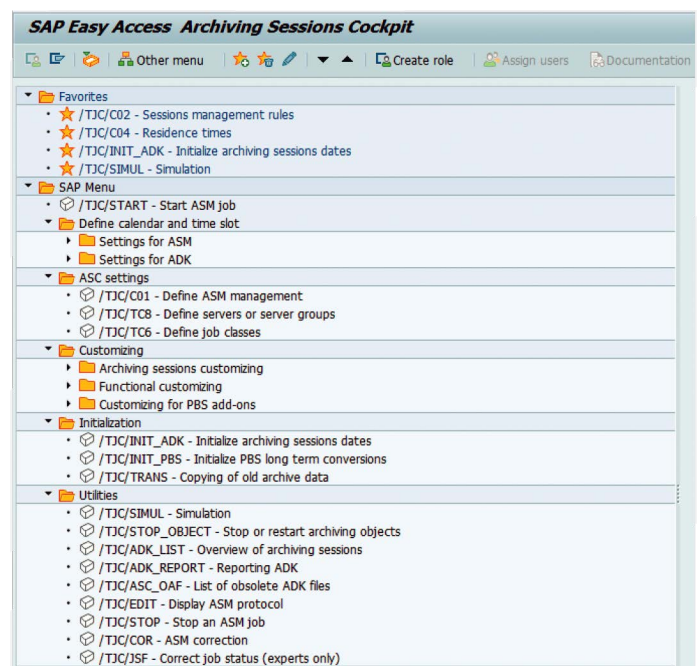 SAP Easy Access Archiving Sessions Cockpit
Other menu Create role Assign users Documentation
Favorites
/TJC/C02 - Sessions management rules
/TJC/C04 - Residence times
/TJC/INIT_ADK - Initialize archiving sessions dates
/TJC/SIMUL - Simulation
SAP Menu
/TJC/START - Start ASM job
Define calendar and time slot
Settings for ASM
Settings for ADK
ASC settings
/TJC/C01 - Define ASM management
/TJC/TC8 - Define servers or server groups
/TJC/TC6 - Define job classes
Customizing
Archiving sessions customizing
Functional customizing
Customizing for PBS add-ons
Initialization
/TJC/INIT_ADK - Initialize archiving sessions dates
/TJC/INIT_PBS - Initialize PBS long term conversions
/TJC/TRANS - Copying of old archive data
Utilities
/TJC/SIMUL - Simulation
/TJC/STOP_OBJECT - Stop or restart archiving objects
/TJC/ADK_LIST - Overview of archiving sessions
/TJC/ADK_REPORT - Reporting ADK
/TJC/ASC_OAF - List of obsolete ADK files
/TJC/EDIT - Display ASM protocol
/TJC/STOP - Stop an ASM job
/TJC/COR - ASM correction
/TJC/JSF - Correct job status (experts only)